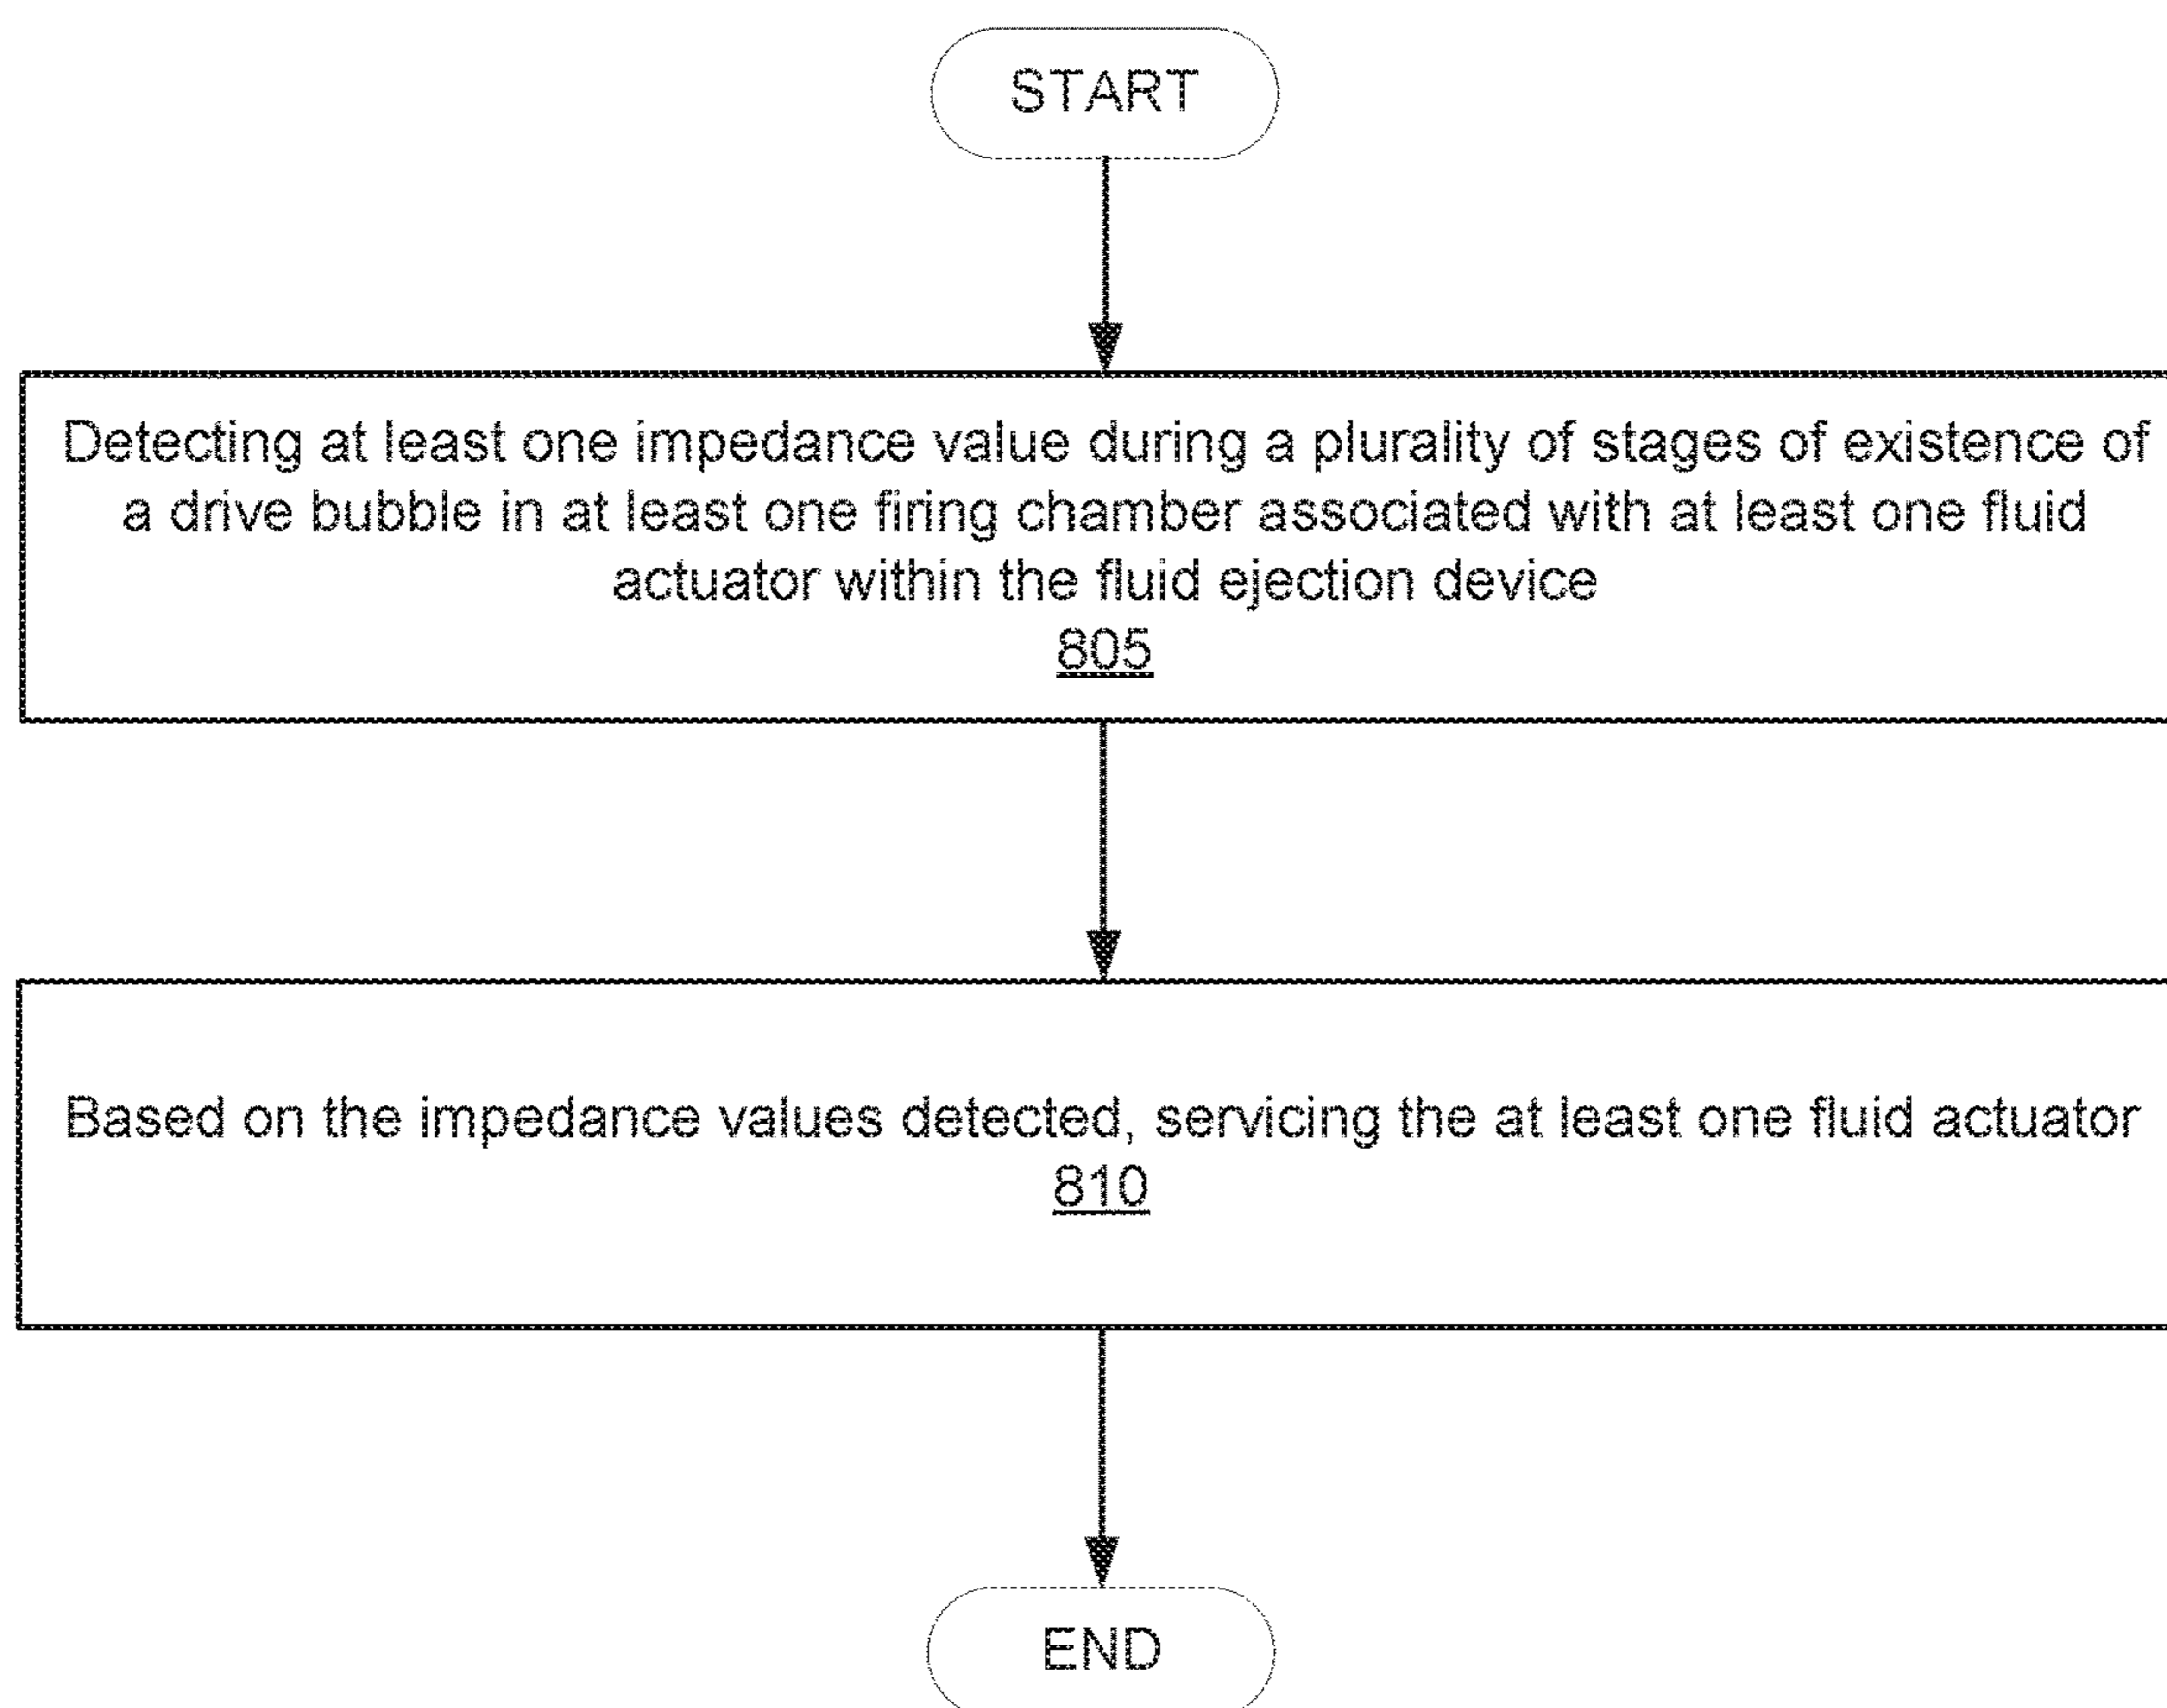 START
Detecting at least one impedance value during a plurality of stages of existence of
a drive bubble in at least one firing chamber associated with at least one fluid
actuator within the fluid ejection device
805
Based on the impedance values detected, servicing the at least one fluid actuator
810
END